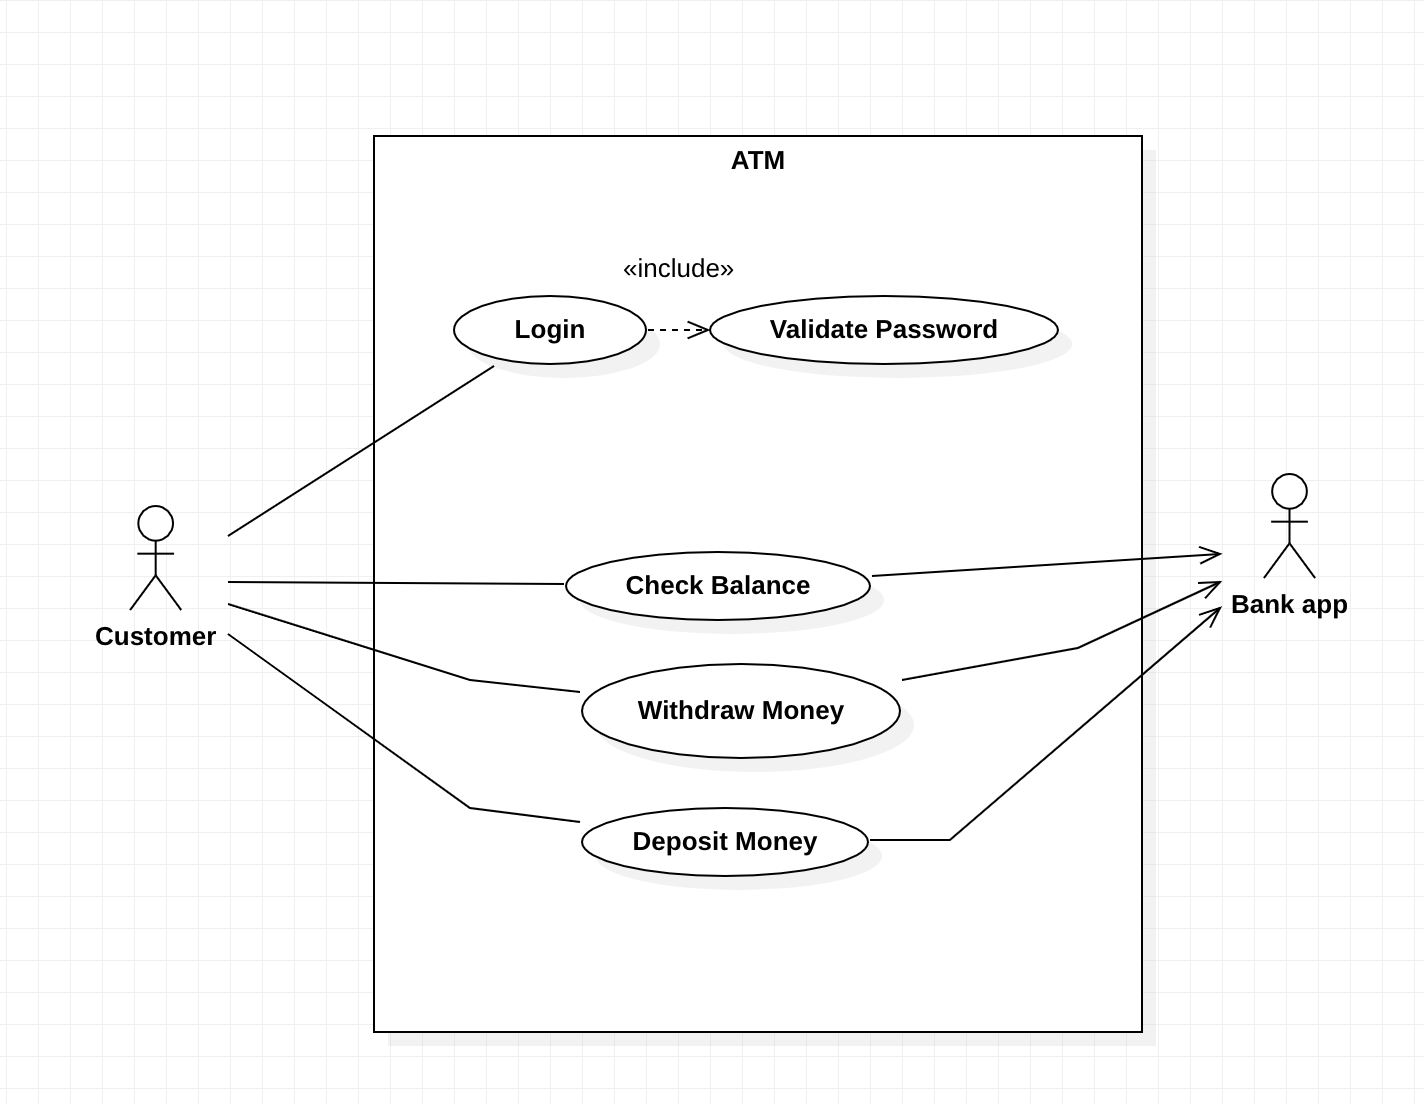 ATM
«include»
Login
Validate Password
Customer
Check Balance
Bank app
Withdraw Money
Deposit Money